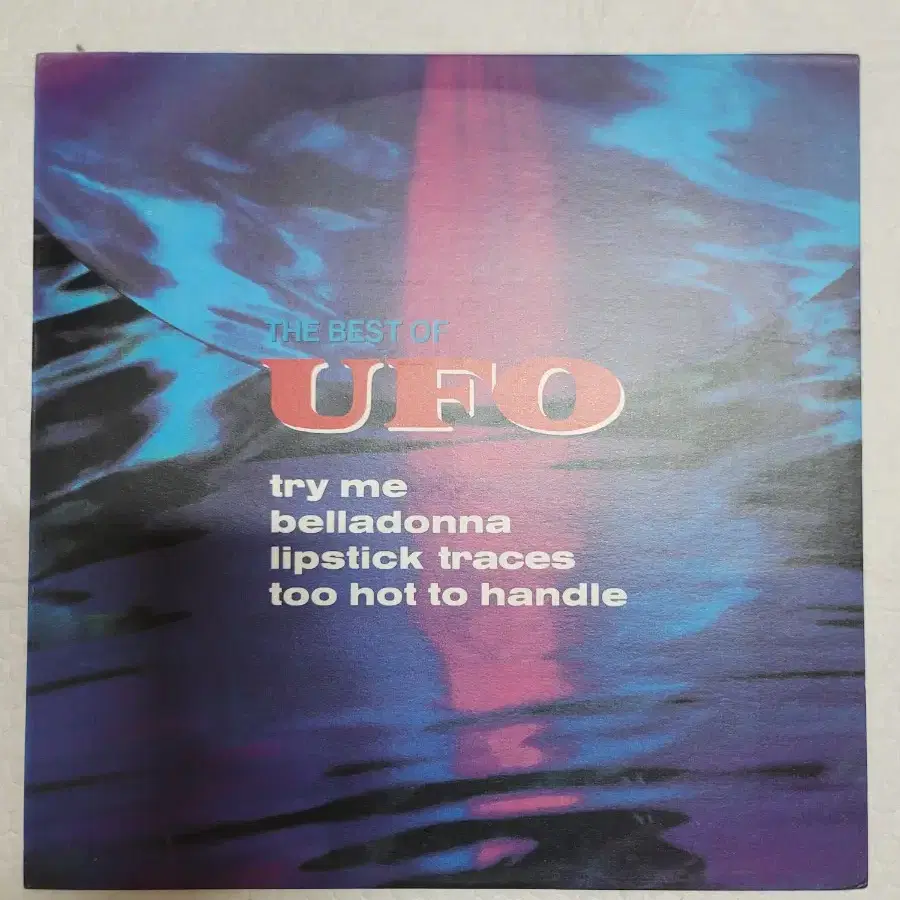 THE BEST OF
UFO
try me
belladonna
lipstick traces
too hot to handle